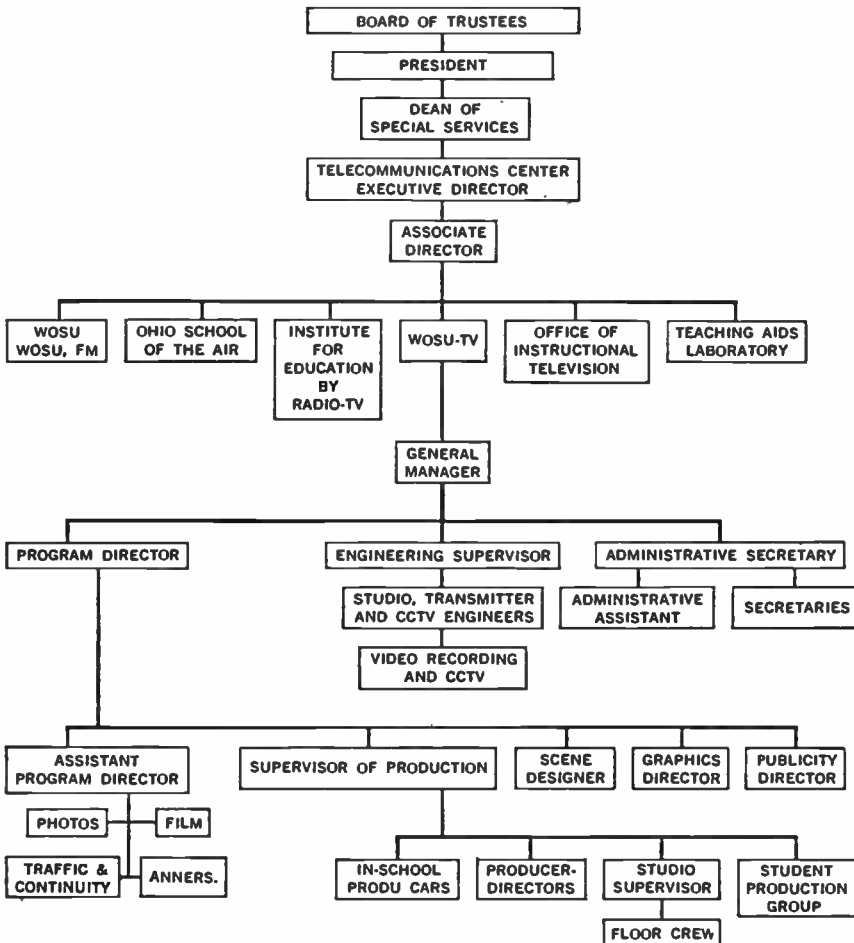 BOARD OF TRUSTEES
PRESIDENT
DEAN OF
SPECIAL SERVICES
TELECOMMUNICATIONS CENTER
EXECUTIVE DIRECTOR
ASSOCIATE
DIRECTOR
WOSU
WOSU, FM
OHIO SCHOOL
OF THE AIR
INSTITUTE
FOR
EDUCATION
BY
RADIO-TV
WOSU-TV
OFFICE OF
INSTRUCTIONAL
TELEVISION
TEACHING AIDS
LABORATORY
GENERAL
MANAGER
PROGRAM DIRECTOR
ENGINEERING SUPERVISOR
ADMINISTRATIVE SECRETARY
STUDIO, TRANSMITTER
AND CCTV ENGINEERS
ADMINISTRATIVE
ASSISTANT
SECRETARIES
VIDEO RECORDING
AND CCTV
ASSISTANT
PROGRAM DIRECTOR
SUPERVISOR OF PRODUCTION
SCENE
DESIGNER
GRAPHICS
DIRECTOR
PUBLICITY
DIRECTOR
PHOTOS
FILM
TRAFFIC &
CONTINUITY
ANNERS.
IN-SCHOOL
PRODU CARS
PRODUCER-
DIRECTORS
STUDIO
SUPERVISOR
STUDENT
PRODUCTION
GROUP
FLOOR CREW